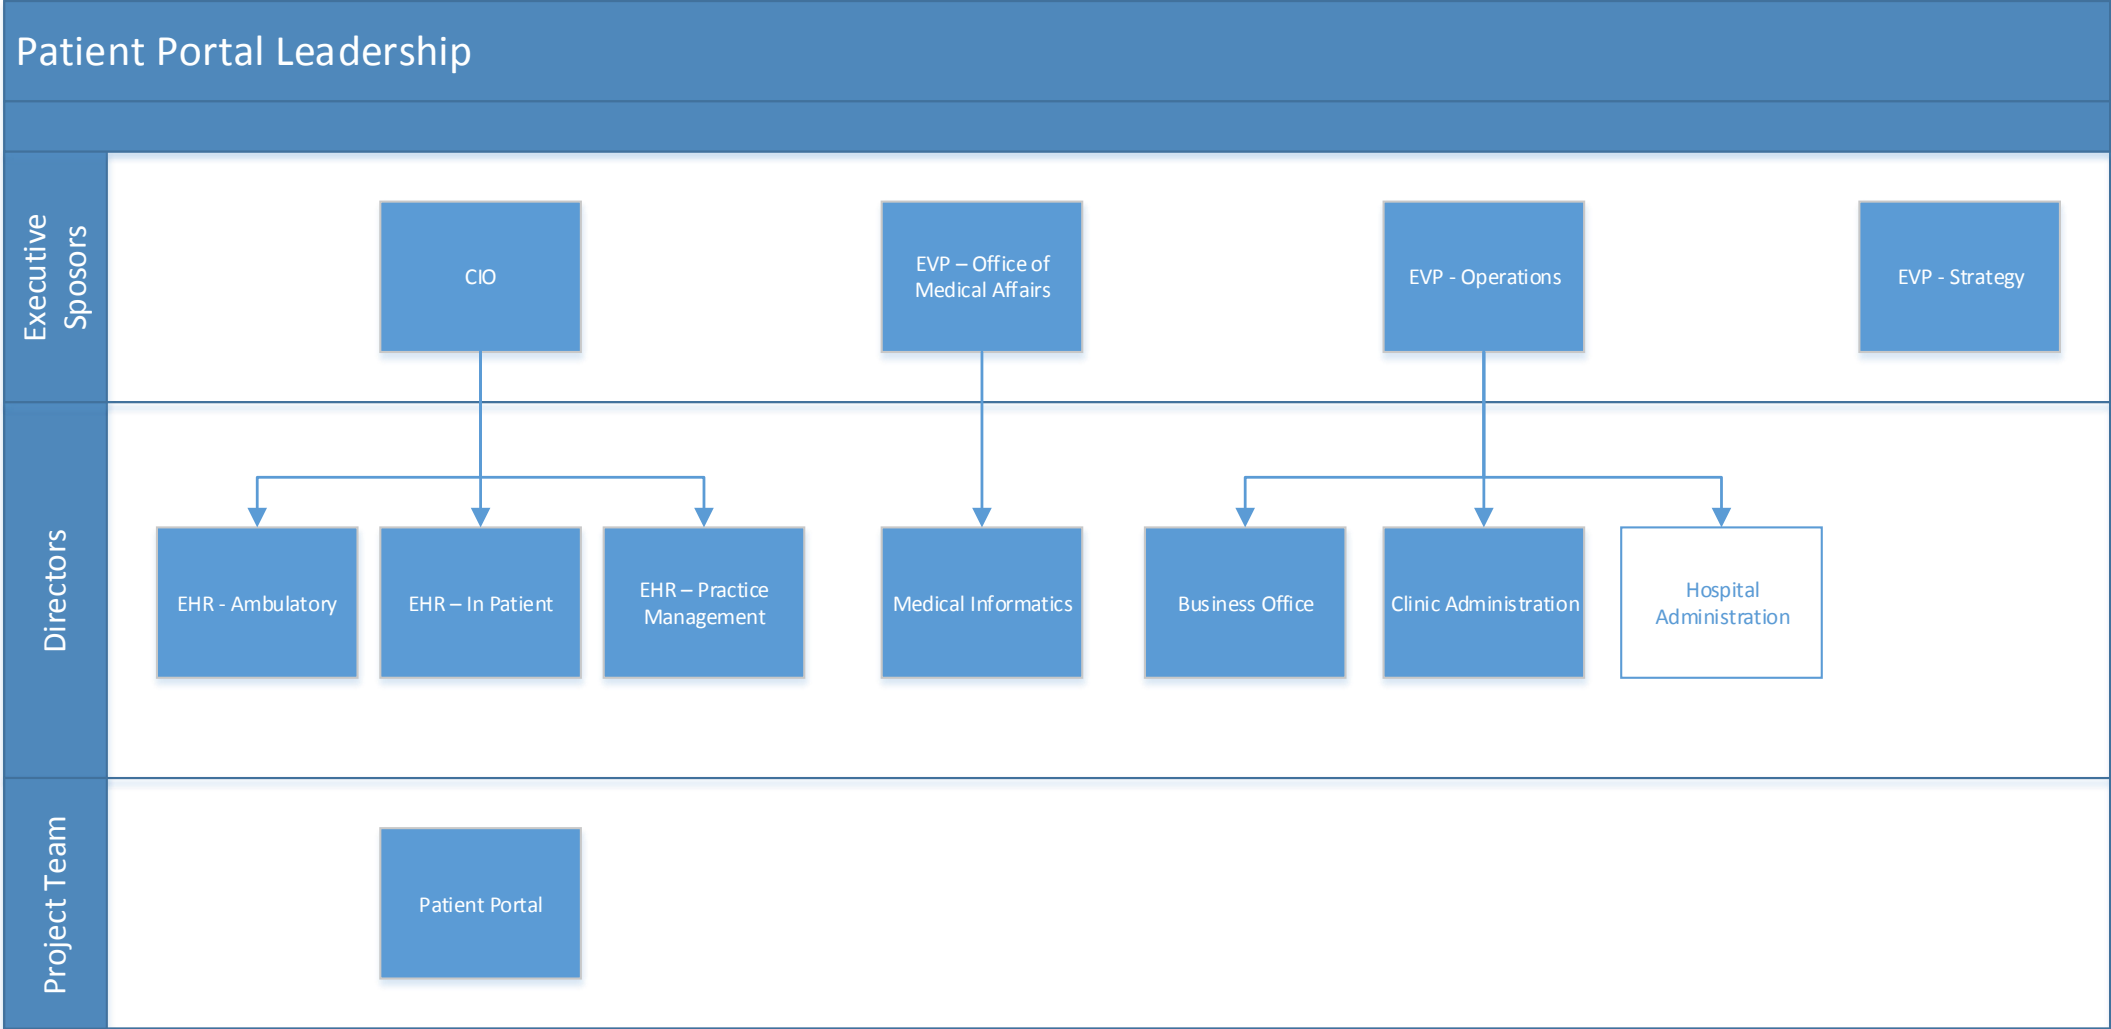 Patient Portal Leadership
Executive
Sposors
CIO
EVP – Office of
Medical Affairs
EVP - Operations
EVP - Strategy
Directors
EHR - Ambulatory
EHR – In Patient
EHR – Practice
Management
Medical Informatics
Business Office
Clinic Administration
Hospital
Administration
Project Team
Patient Portal